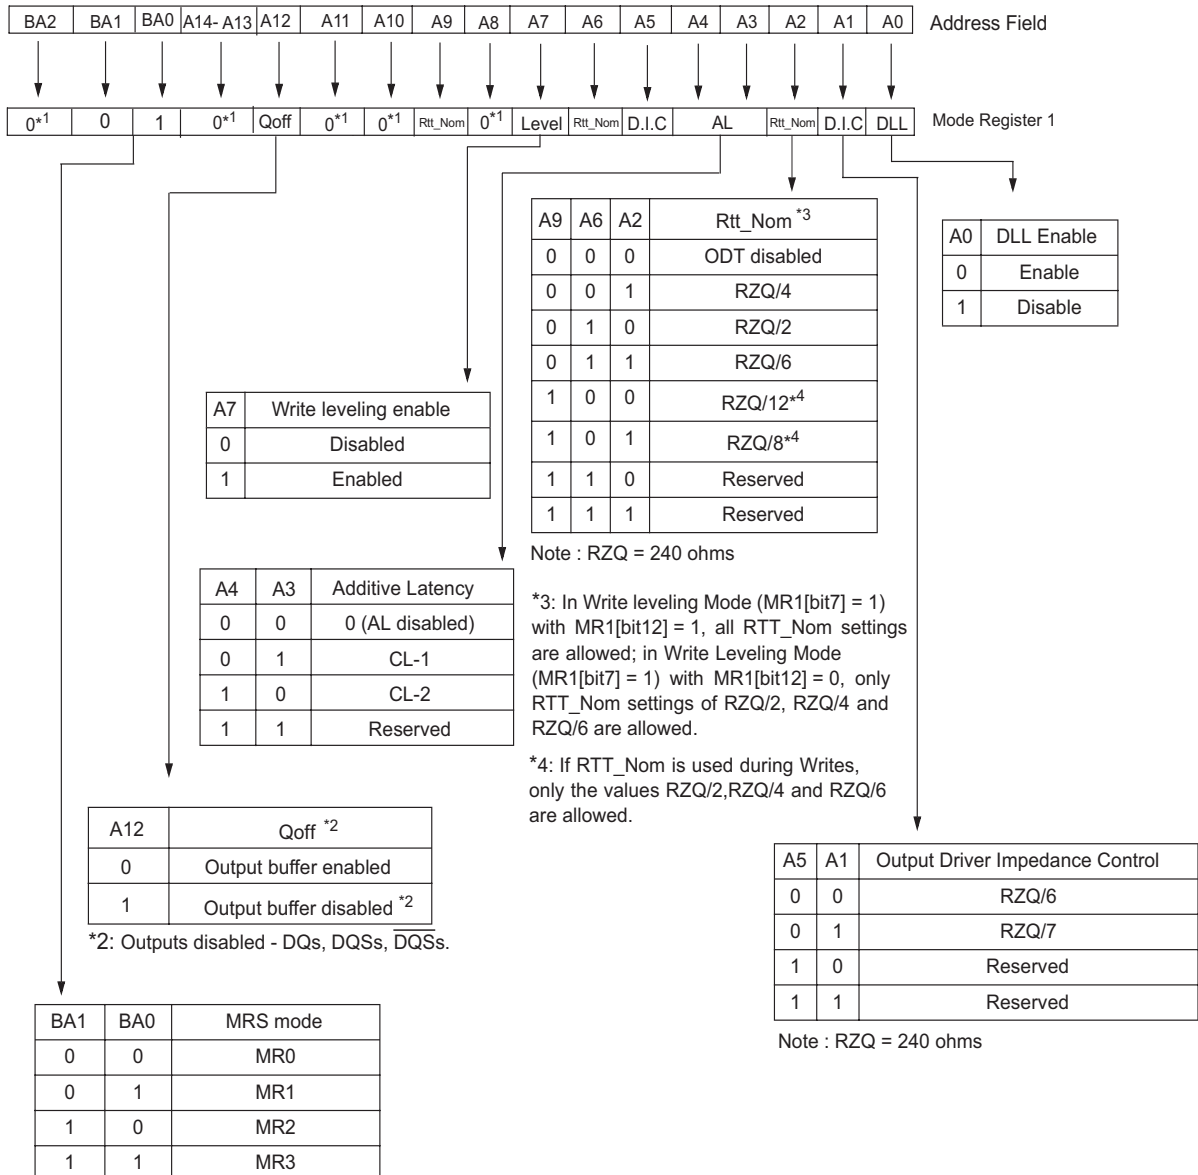 BA2 BA1 BA0 A14- A13 A12 A11 A10 A9 A8 A7 A6 A5 A4 A3 A2 A1 A0 Address Field
0*1 0 1 0*1 Qoff 0*1 0*1 Rtt_Nom 0*1 Level Rtt_Nom D.I.C AL Rtt_Nom D.I.C DLL Mode Register 1
A9 A6 A2 Rtt_Nom *3
0 0 0 ODT disabled
0 0 1 RZQ/4
0 1 0 RZQ/2
0 1 1 RZQ/6
1 0 0 RZQ/12*4
1 0 1 RZQ/8*4
1 1 0 Reserved
1 1 1 Reserved
Note : RZQ = 240 ohms
*3: In Write leveling Mode (MR1[bit7] = 1)
with MR1[bit12] = 1, all RTT_Nom settings
are allowed; in Write Leveling Mode
(MR1[bit7] = 1) with MR1[bit12] = 0, only
RTT_Nom settings of RZQ/2, RZQ/4 and
RZQ/6 are allowed.
*4: If RTT_Nom is used during Writes,
only the values RZQ/2,RZQ/4 and RZQ/6
are allowed.
A0 DLL Enable
0 Enable
1 Disable
A7 Write leveling enable
0 Disabled
1 Enabled
A4 A3 Additive Latency
0 0 0 (AL disabled)
0 1 CL-1
1 0 CL-2
1 1 Reserved
A12 Qoff *2
0 Output buffer enabled
1 Output buffer disabled *2
*2: Outputs disabled - DQs, DQSs, D̅Q̅S̅s.
A5 A1 Output Driver Impedance Control
0 0 RZQ/6
0 1 RZQ/7
1 0 Reserved
1 1 Reserved
Note : RZQ = 240 ohms
BA1 BA0 MRS mode
0 0 MR0
0 1 MR1
1 0 MR2
1 1 MR3